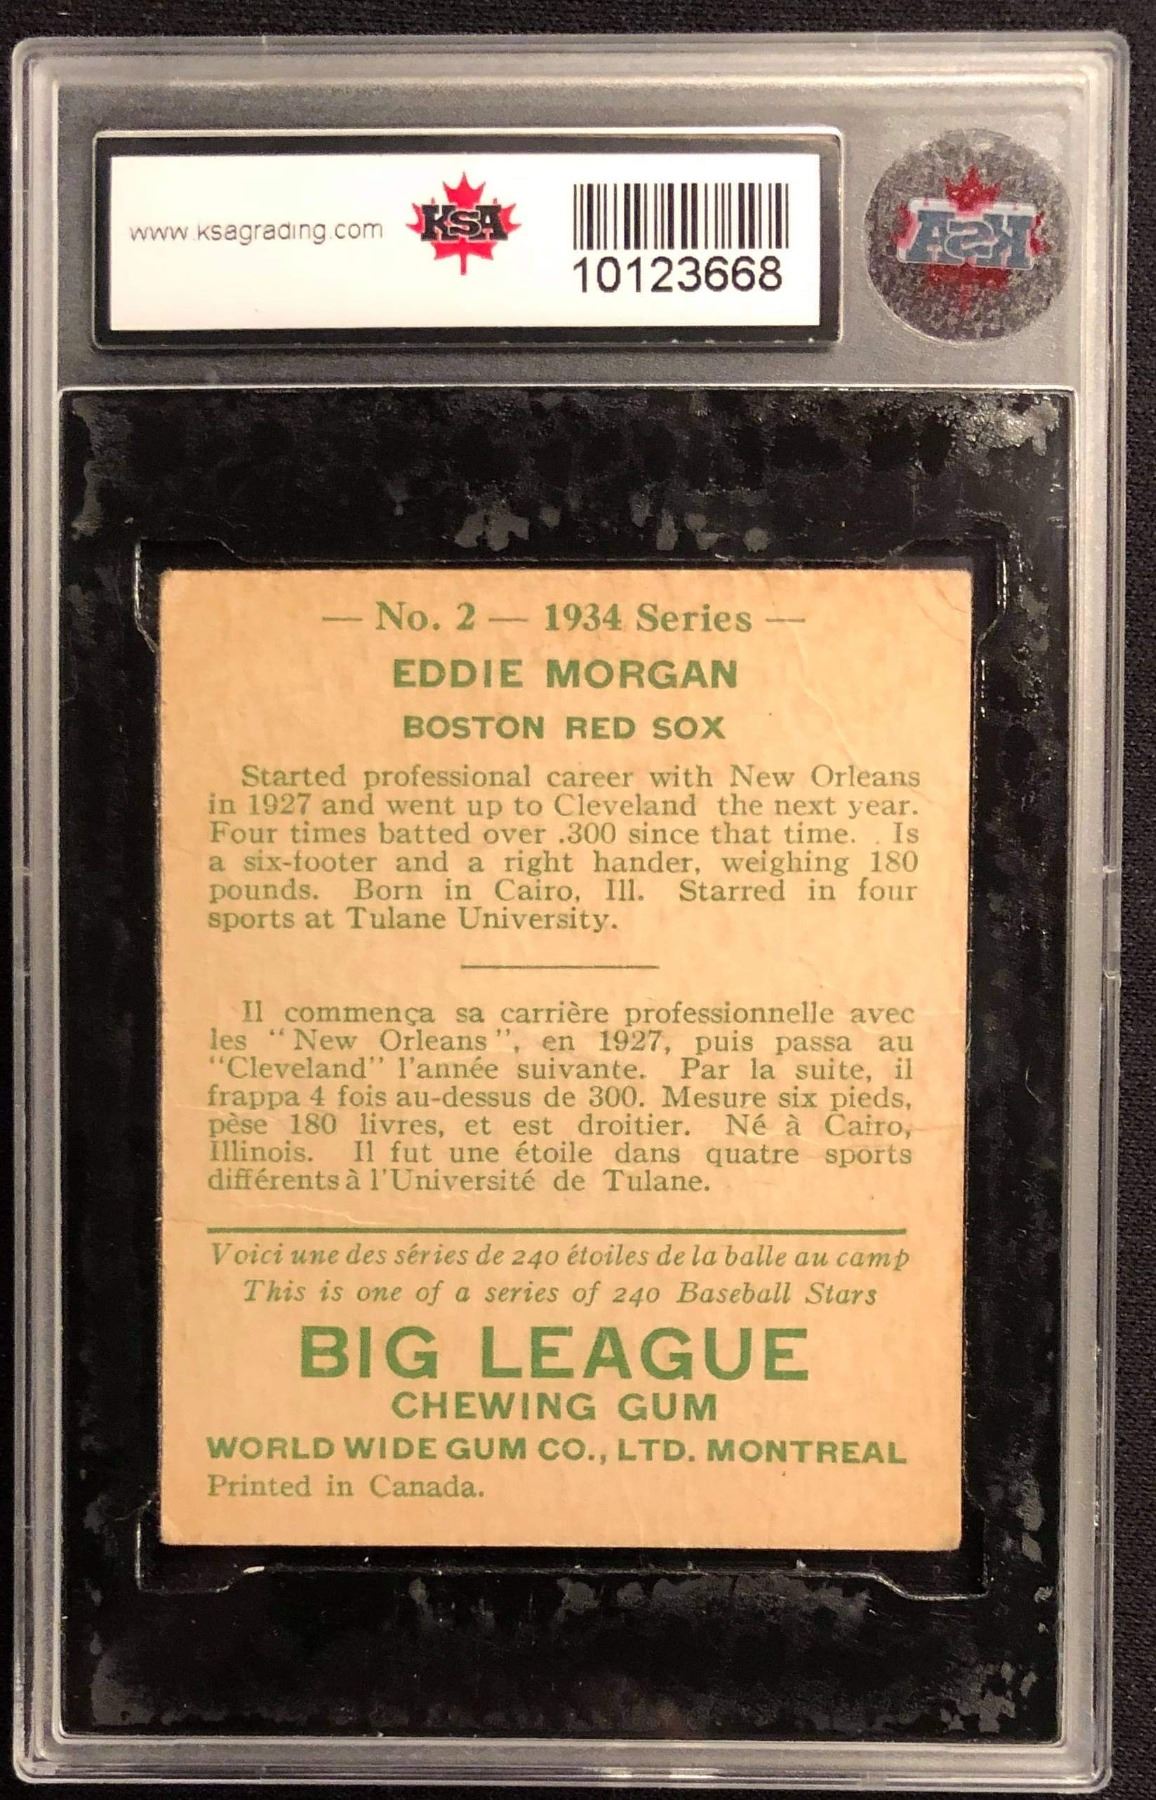 www.ksagrading.com
KSA
10123668
KSA
— No. 2 — 1934 Series —
EDDIE MORGAN
BOSTON RED SOX
Started professional career with New Orleans
in 1927 and went up to Cleveland the next year.
Four times batted over .300 since that time. . Is
a six-footer and a right hander, weighing 180
pounds. Born in Cairo, Ill. Starred in four
sports at Tulane University.
Il commença sa carrière professionnelle avec
les "New Orleans", en 1927, puis passa au
"Cleveland" l'année suivante. Par la suite, il
frappa 4 fois au-dessus de 300. Mesure six pieds,
pèse 180 livres, et est droitier. Né à Cairo,
Illinois. Il fut une étoile dans quatre sports
différents à l'Université de Tulane.
Voici une des séries de 240 étoiles de la balle au camp
This is one of a series of 240 Baseball Stars
BIG LEAGUE
CHEWING GUM
WORLD WIDE GUM CO., LTD. MONTREAL
Printed in Canada.